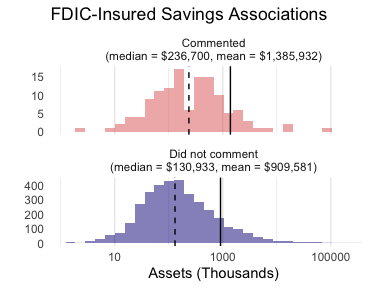 FDIC-Insured Savings Associations
Commented
(median = $236,700, mean = $1,385,932)
15
10
5
0
Did not comment
(median = $130,933, mean = $909,581)
400
300
200
100
0
10 1000 100000
Assets (Thousands)